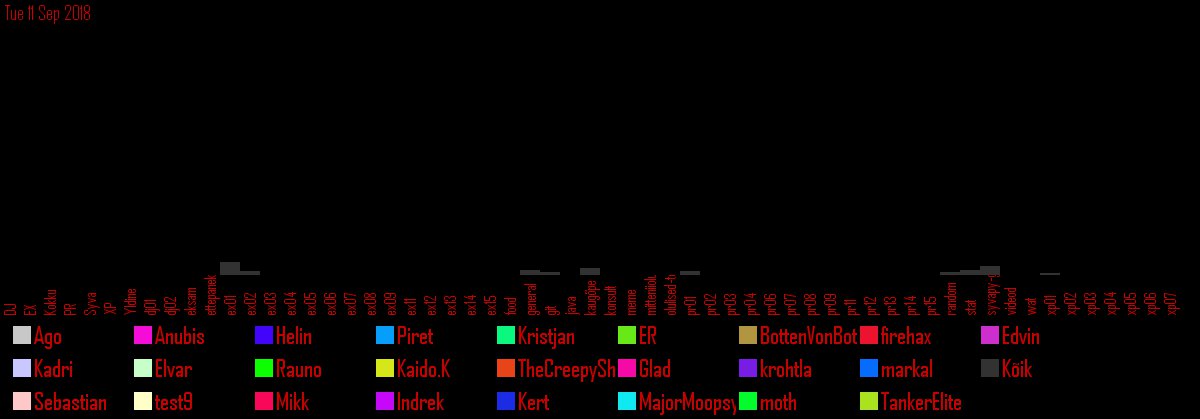 Tue 11 Sep 2018
DJ EX Kokku PR Syva XP Yldine dj01 dj02 eksam ettepanek ex01 ex02 ex03 ex04 ex05 ex06 ex07 ex08 ex09 ex11 ex12 ex13 ex14 ex15 food general git java kaugõpe konsult meme mitteriiol. olulised-h pr01 pr02 pr03 pr04 pr06 pr07 pr08 pr09 pr11 pr12 pr13 pr14 pr15 random stat syvapy-g videod wat xp01 xp02 xp03 xp04 xp05 xp06 xp07
Ago Anubis Helin Piret Kristjan ER BottenVonBot firehax Edvin
Kadri Elvar Rauno Kaido.K TheCreepySh Glad krohtla markal Kõik
Sebastian test9 Mikk Indrek Kert MajorMoopsy moth TankerElite